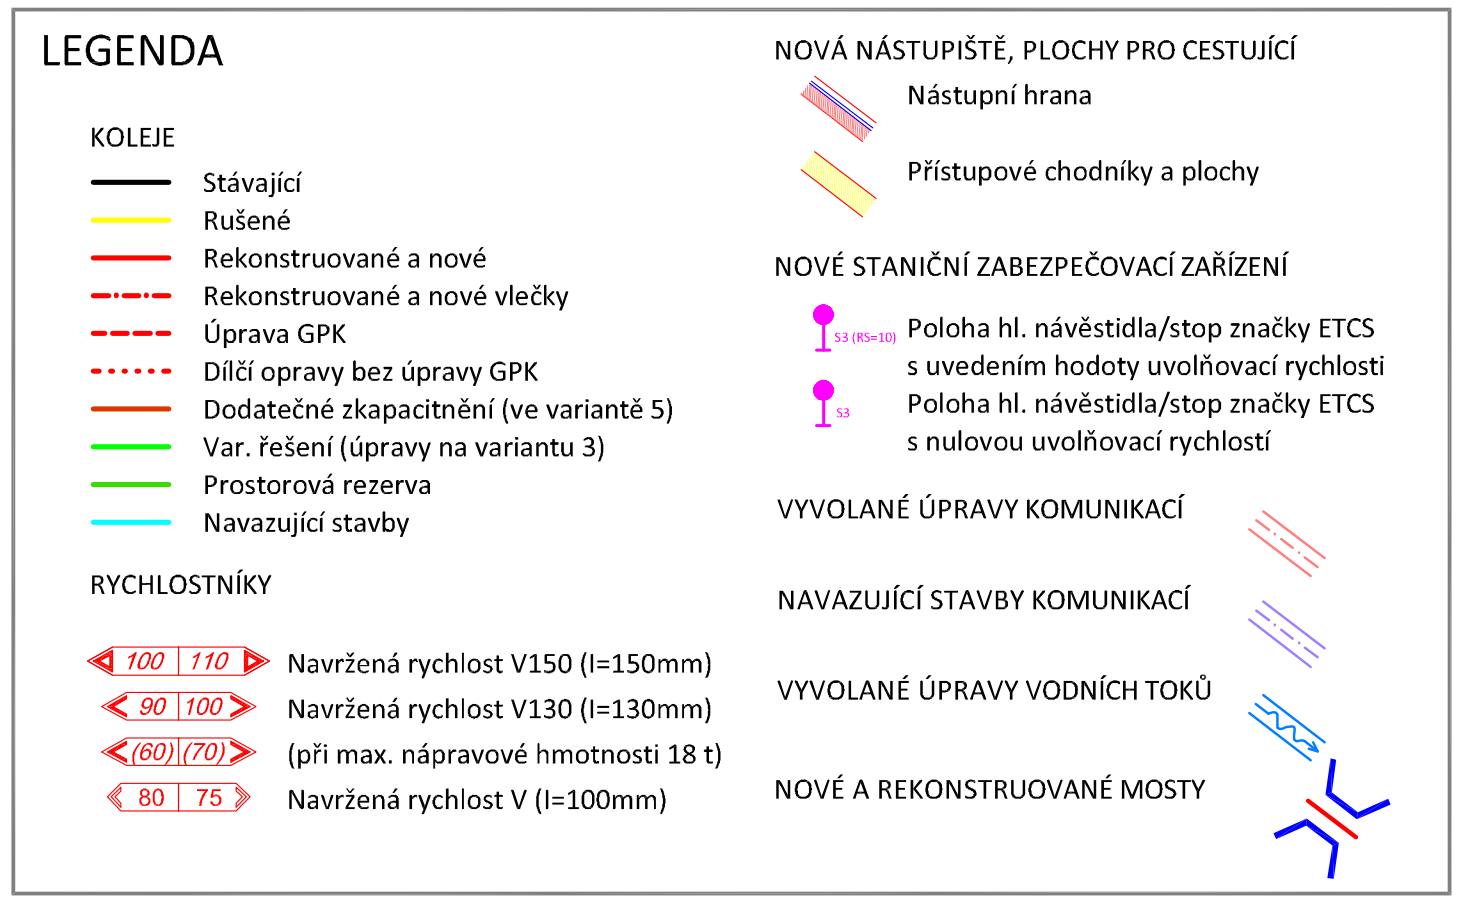 LEGENDA
KOLEJE
Stávající
Rušené
Rekonstruované a nové
Rekonstruované a nové vlečky
Úprava GPK
Dílčí opravy bez úpravy GPK
Dodatečné zkapacitnění (ve variantě 5)
Var. řešení (úpravy na variantu 3)
Prostorová rezerva
Navazující stavby
RYCHLOSTNÍKY
100 110 Navržená rychlost V150 (I=150mm)
90 100 Navržená rychlost V130 (I=130mm)
(60) (70) (při max. nápravové hmotnosti 18 t)
80 75 Navržená rychlost V (I=100mm)
NOVÁ NÁSTUPIŠTĚ, PLOCHY PRO CESTUJÍCÍ
Nástupní hrana
Přístupové chodníky a plochy
NOVÉ STANIČNÍ ZABEZPEČOVACÍ ZAŘÍZENÍ
S3 (RS=10) Poloha hl. návěstidla/stop značky ETCS
s uvedením hodoty uvolňovací rychlosti
S3 Poloha hl. návěstidla/stop značky ETCS
s nulovou uvolňovací rychlostí
VYVOLANÉ ÚPRAVY KOMUNIKACÍ
NAVAZUJÍCÍ STAVBY KOMUNIKACÍ
VYVOLANÉ ÚPRAVY VODNÍCH TOKŮ
NOVÉ A REKONSTRUOVANÉ MOSTY